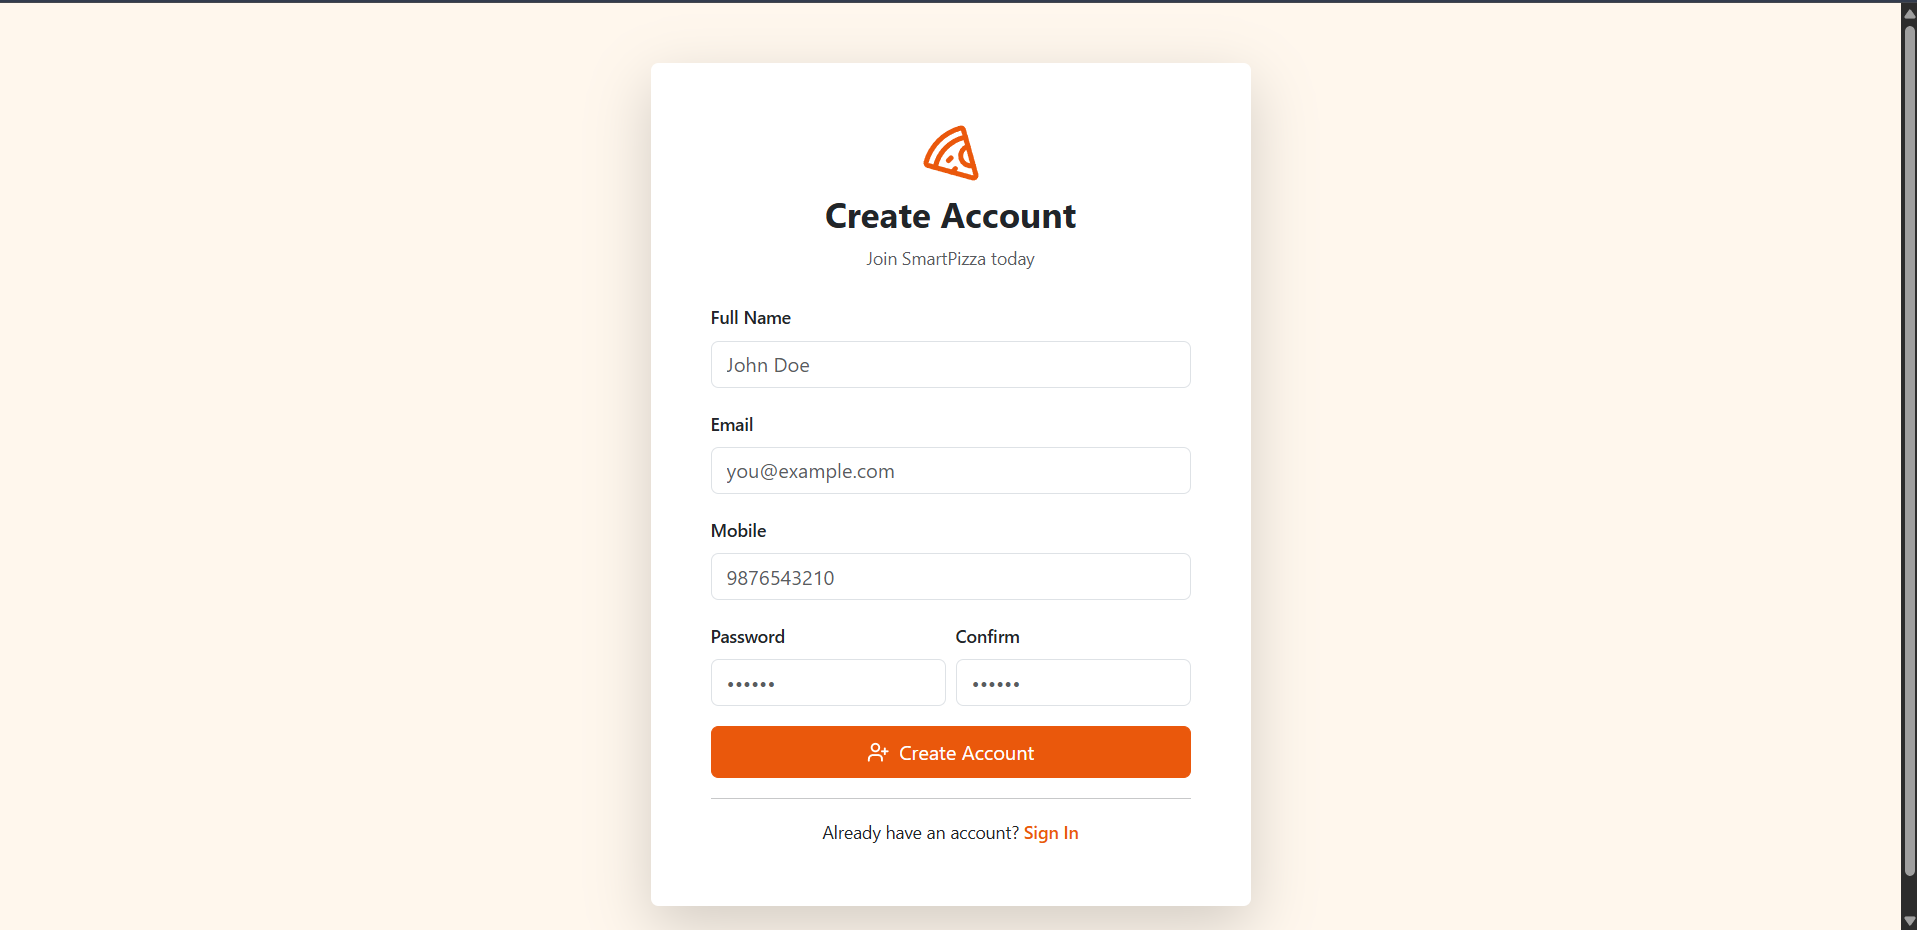 Create Account
Join SmartPizza today
Full Name
John Doe
Email
you@example.com
Mobile
9876543210
Password Confirm
•••••• ••••••
Create Account
Already have an account? Sign In